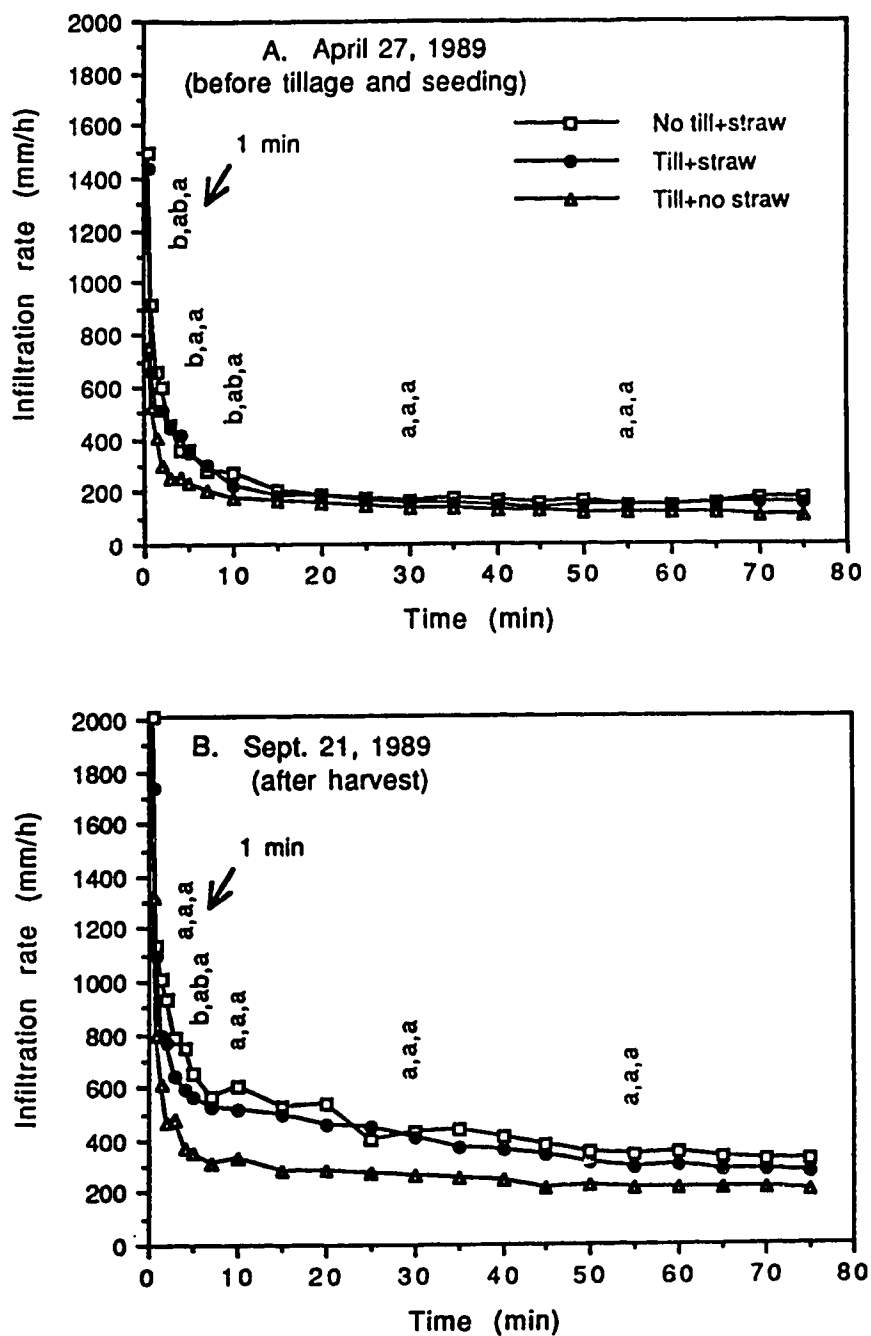 2000
1800
1600
1400
1200
1000
800
600
400
200
0
Infiltration rate (mm/h)
A. April 27, 1989
(before tillage and seeding)
1 min
No till+straw
Till+straw
Till+no straw
b,ab,a
b,a,a
b,ab,a
a,a,a
a,a,a
0 10 20 30 40 50 60 70 80
Time (min)
2000
1800
1600
1400
1200
1000
800
600
400
200
0
Infiltration rate (mm/h)
B. Sept. 21, 1989
(after harvest)
1 min
a,a,a
b,ab,a
a,a,a
a,a,a
a,a,a
0 10 20 30 40 50 60 70 80
Time (min)